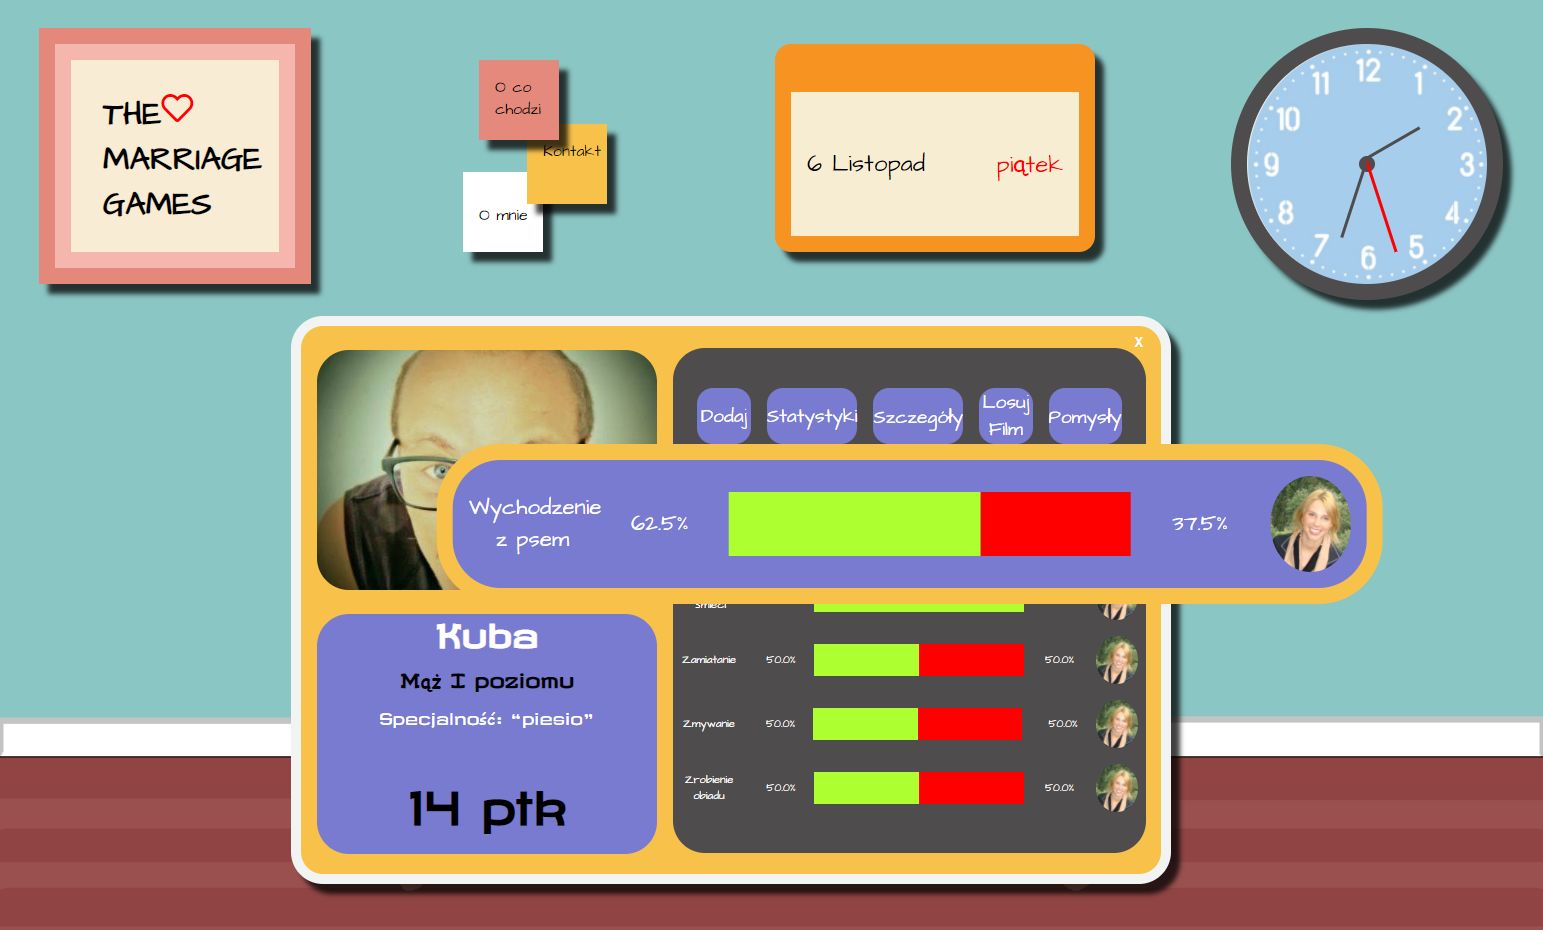 THE
MARRIAGE
GAMES
O co
chodzi
Kontakt
O mnie
6 Listopad
piątek
12
1
2
3
4
5
6
7
8
9
10
11
x
Dodaj
Statystyki
Szczegóły
Losuj
Film
Pomysły
Wychodzenie
z psem
62.5%
37.5%
śmieci
Zamiatanie
50.0%
50.0%
Zmywanie
50.0%
50.0%
Zrobienie
obiadu
50.0%
50.0%
Kuba
Mąż I poziomu
Specjalność: “piesio”
14 ptk